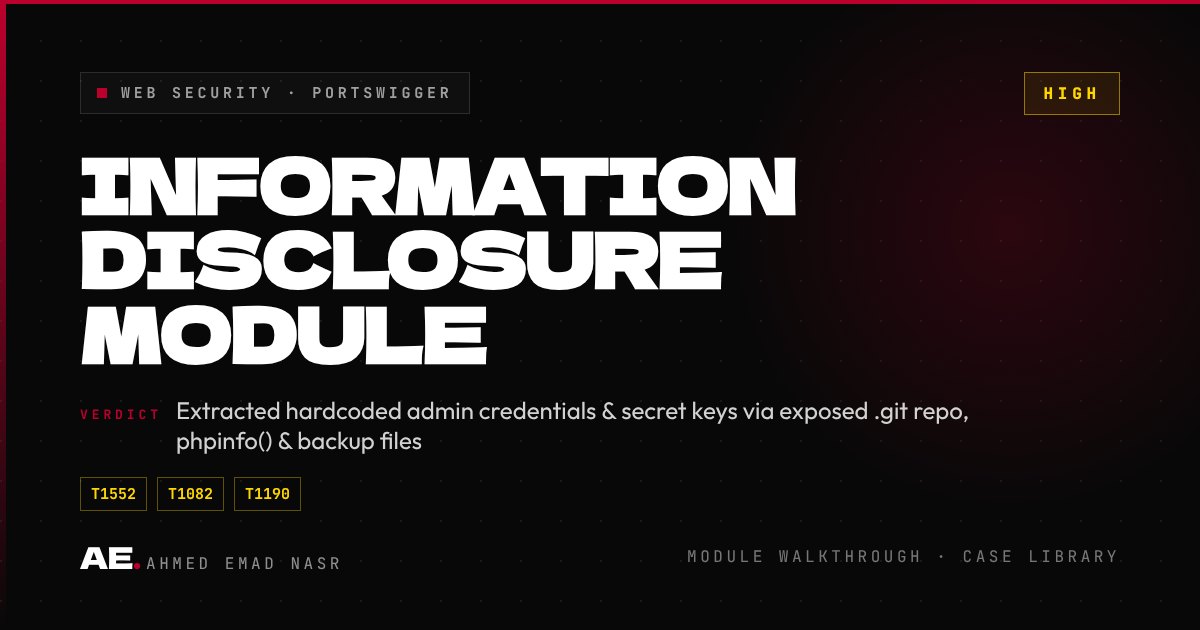 WEB SECURITY · PORTSWIGGER
HIGH
INFORMATION
DISCLOSURE
MODULE
VERDICT
Extracted hardcoded admin credentials & secret keys via exposed .git repo,
phpinfo() & backup files
T1552 T1082 T1190
AE. AHMED EMAD NASR
MODULE WALKTHROUGH · CASE LIBRARY